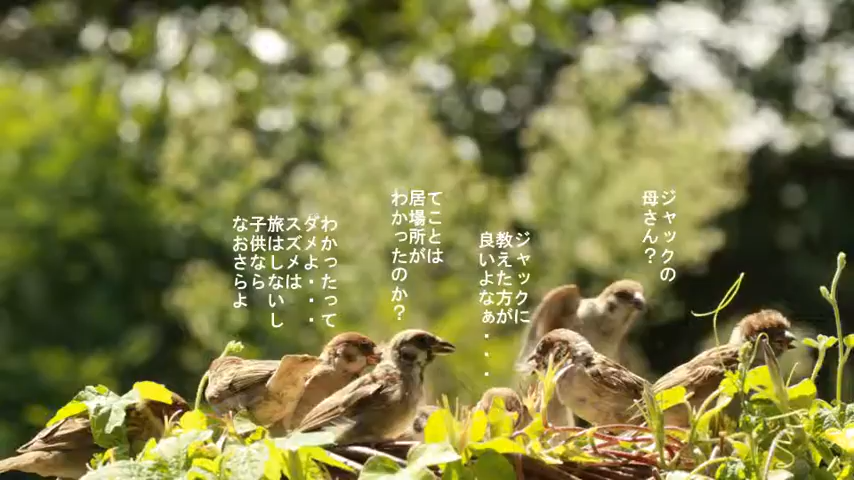 ジャックの
母さん?
ジャックに
教えた方が
良いよなぁ・・・
てことは
居場所が
わかったのか?
わかったって
ダメよ・・・
スズメは
旅はしないし
子供なら
なおさらよ